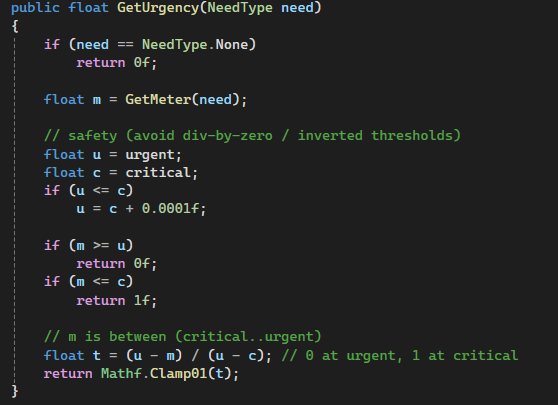 public float GetUrgency(NeedType need)
{
    if (need == NeedType.None)
        return 0f;

    float m = GetMeter(need);

    // safety (avoid div-by-zero / inverted thresholds)
    float u = urgent;
    float c = critical;
    if (u <= c)
        u = c + 0.0001f;

    if (m >= u)
        return 0f;
    if (m <= c)
        return 1f;

    // m is between (critical..urgent)
    float t = (u - m) / (u - c); // 0 at urgent, 1 at critical
    return Mathf.Clamp01(t);
}